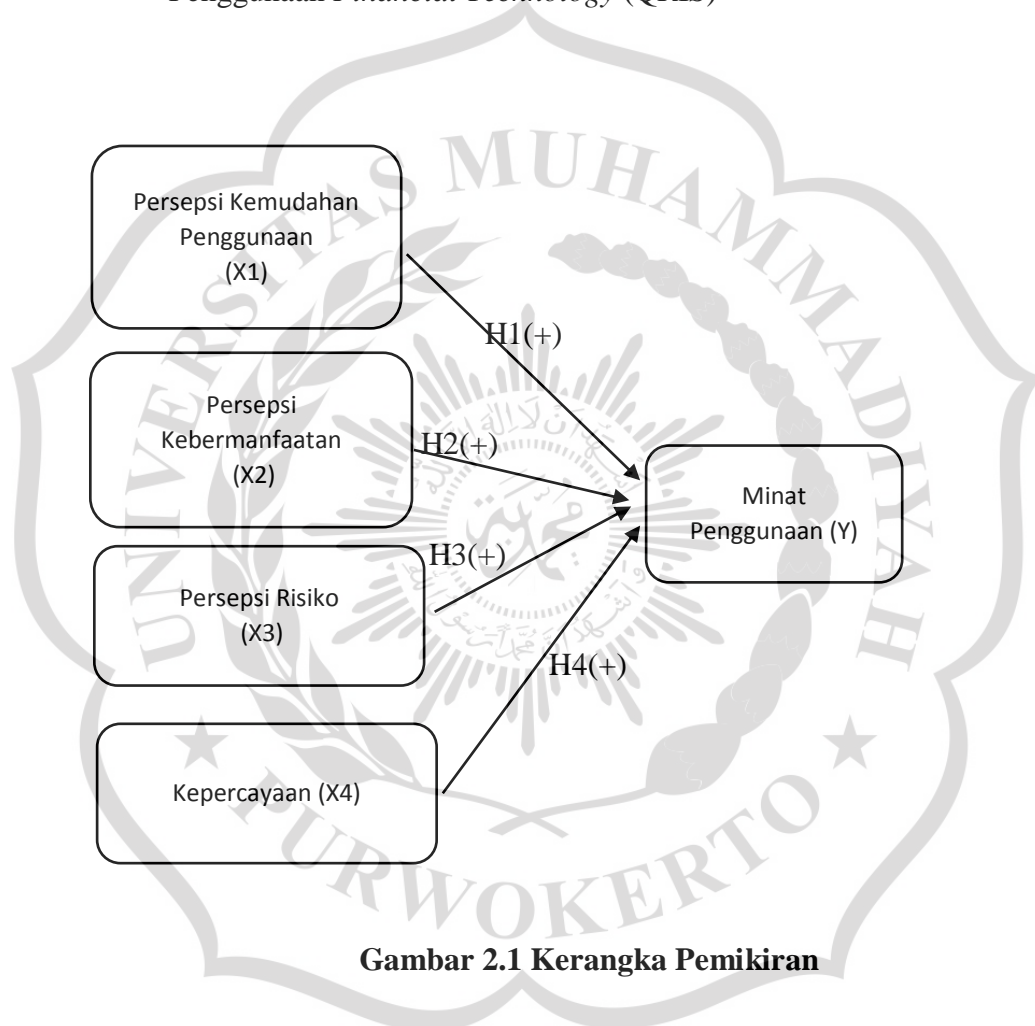 Penggunaan Financial Technology (QRIS)
Persepsi Kemudahan
Penggunaan
(X1)
H1(+)
Persepsi
Kebermanfaatan
(X2)
H2(+)
Minat
Penggunaan (Y)
H3(+)
Persepsi Risiko
(X3)
H4(+)
Kepercayaan (X4)
Gambar 2.1 Kerangka Pemikiran
UNIVERSITAS MUHAMMADIYAH
PURWOKERTO